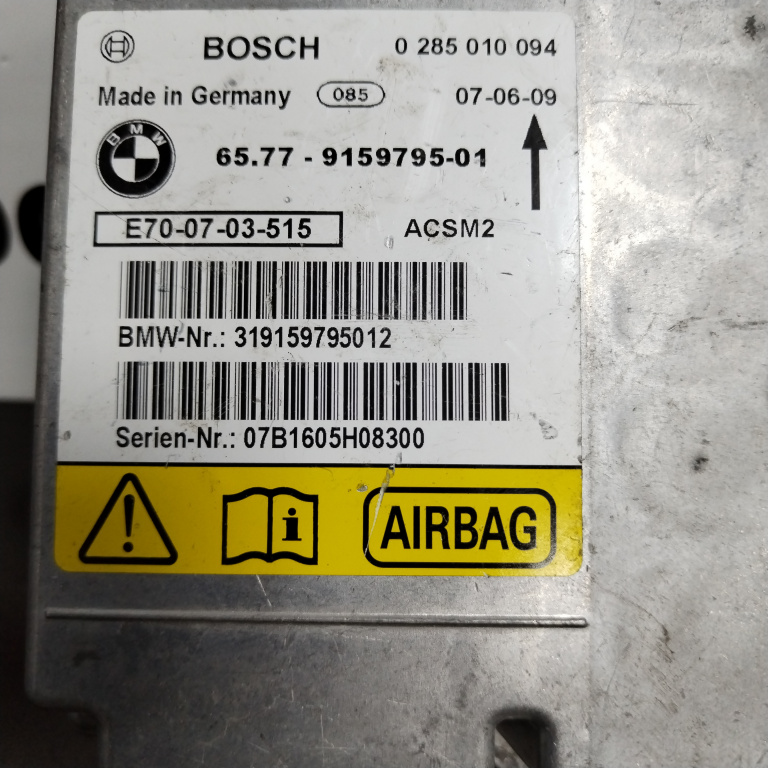 BOSCH 0 285 010 094
Made in Germany 085 07-06-09
BMW 65.77 - 9159795-01
E70-07-03-515 ACSM2
BMW-Nr.: 319159795012
Serien-Nr.: 07B1605H08300
AIRBAG